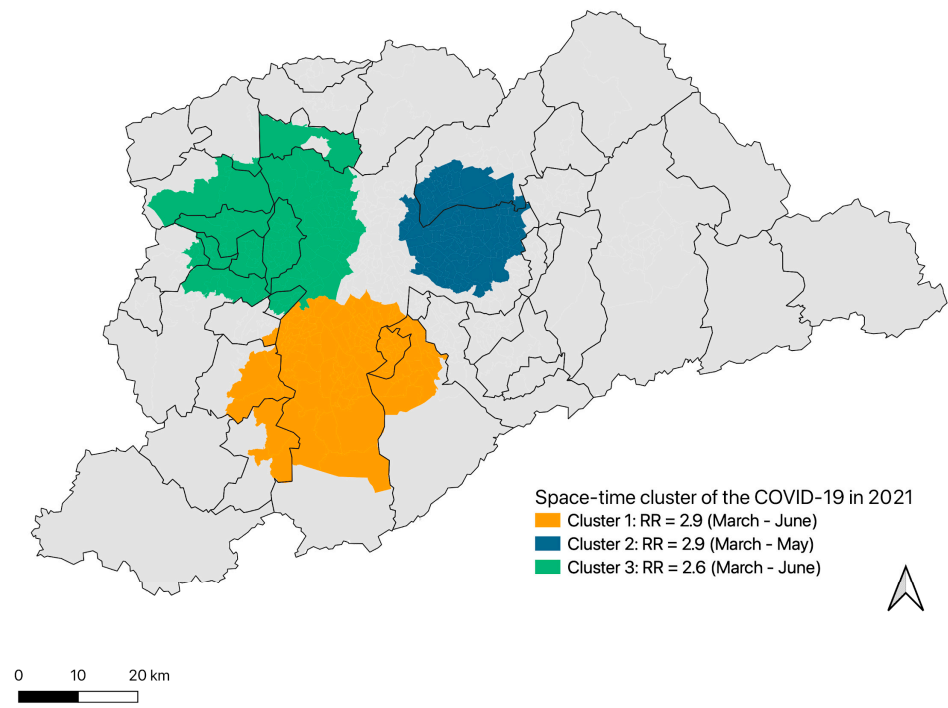 Space-time cluster of the COVID-19 in 2021
Cluster 1: RR = 2.9 (March - June)
Cluster 2: RR = 2.9 (March - May)
Cluster 3: RR = 2.6 (March - June)
0 10 20 km